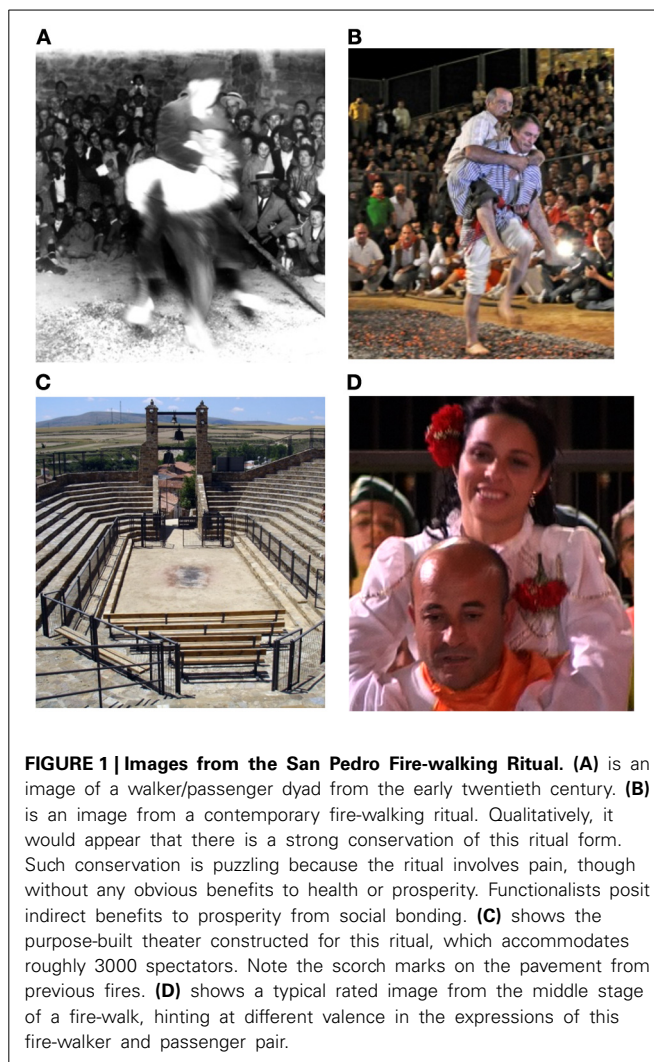 A
B
C
D
FIGURE 1 | Images from the San Pedro Fire-walking Ritual. (A) is an
image of a walker/passenger dyad from the early twentieth century. (B)
is an image from a contemporary fire-walking ritual. Qualitatively, it
would appear that there is a strong conservation of this ritual form.
Such conservation is puzzling because the ritual involves pain, though
without any obvious benefits to health or prosperity. Functionalists posit
indirect benefits to prosperity from social bonding. (C) shows the
purpose-built theater constructed for this ritual, which accommodates
roughly 3000 spectators. Note the scorch marks on the pavement from
previous fires. (D) shows a typical rated image from the middle stage
of a fire-walk, hinting at different valence in the expressions of this
fire-walker and passenger pair.